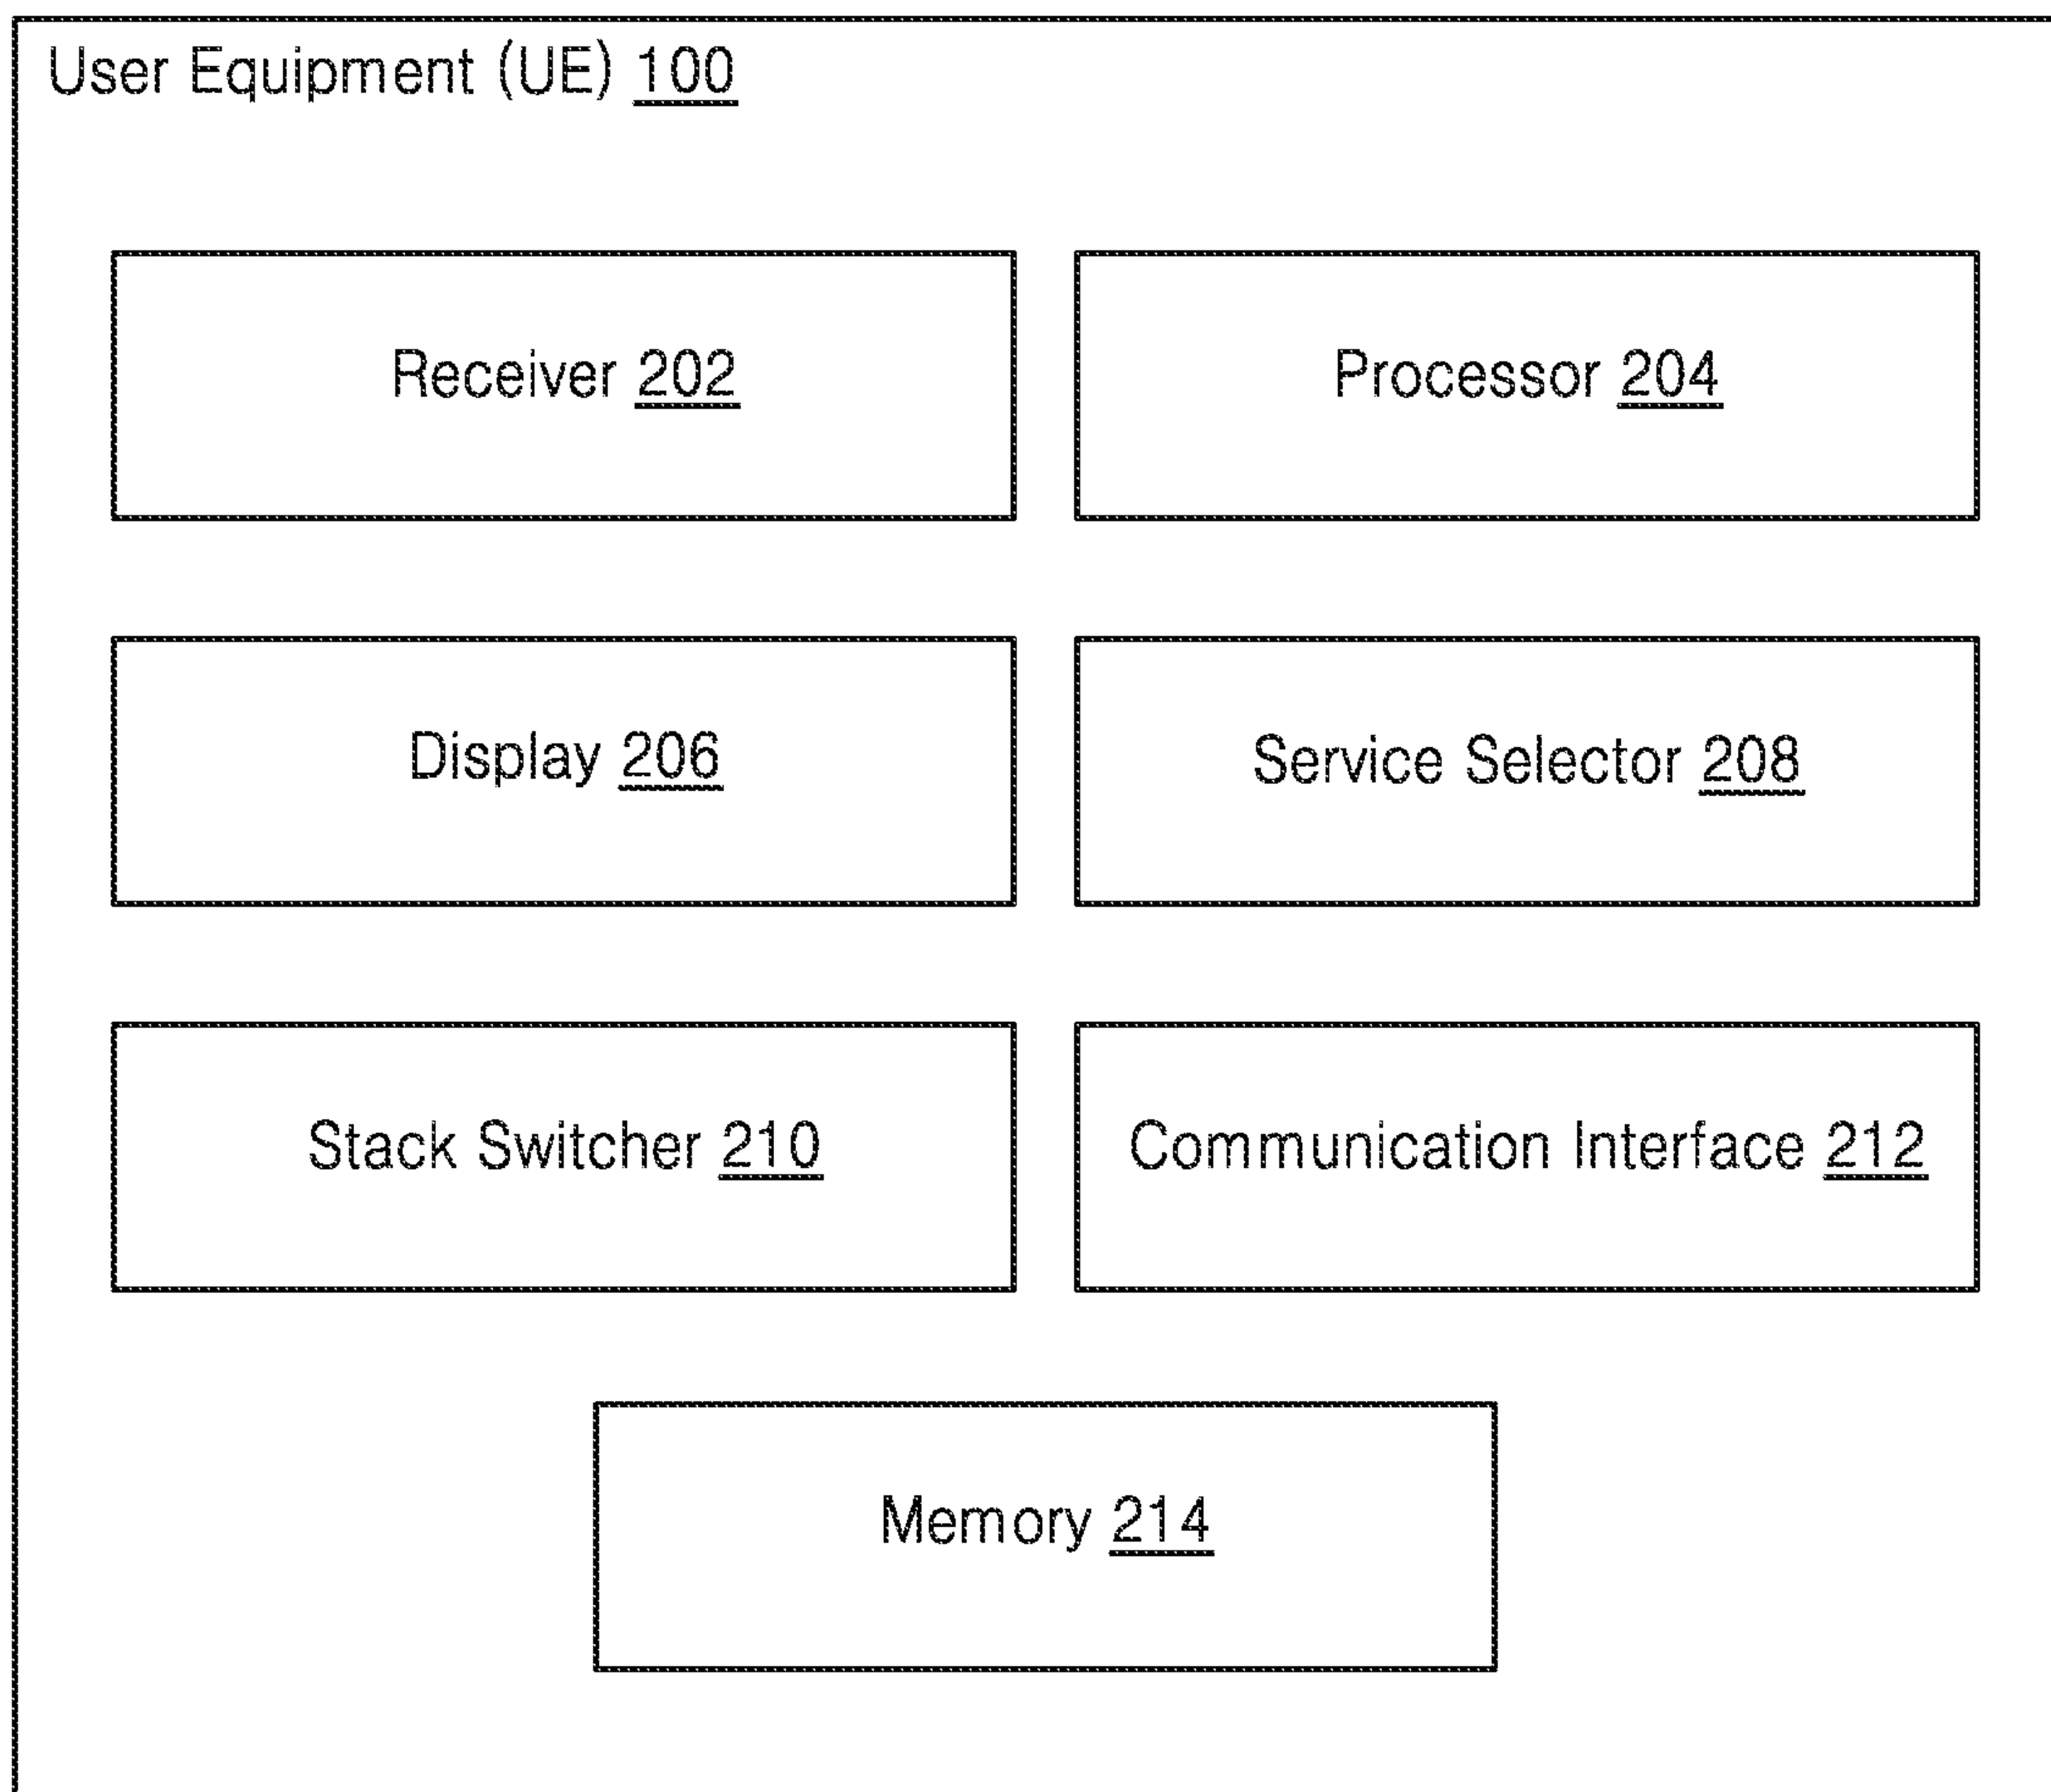 User Equipment (UE) 100
Receiver 202
Processor 204
Display 206
Service Selector 208
Stack Switcher 210
Communication Interface 212
Memory 214